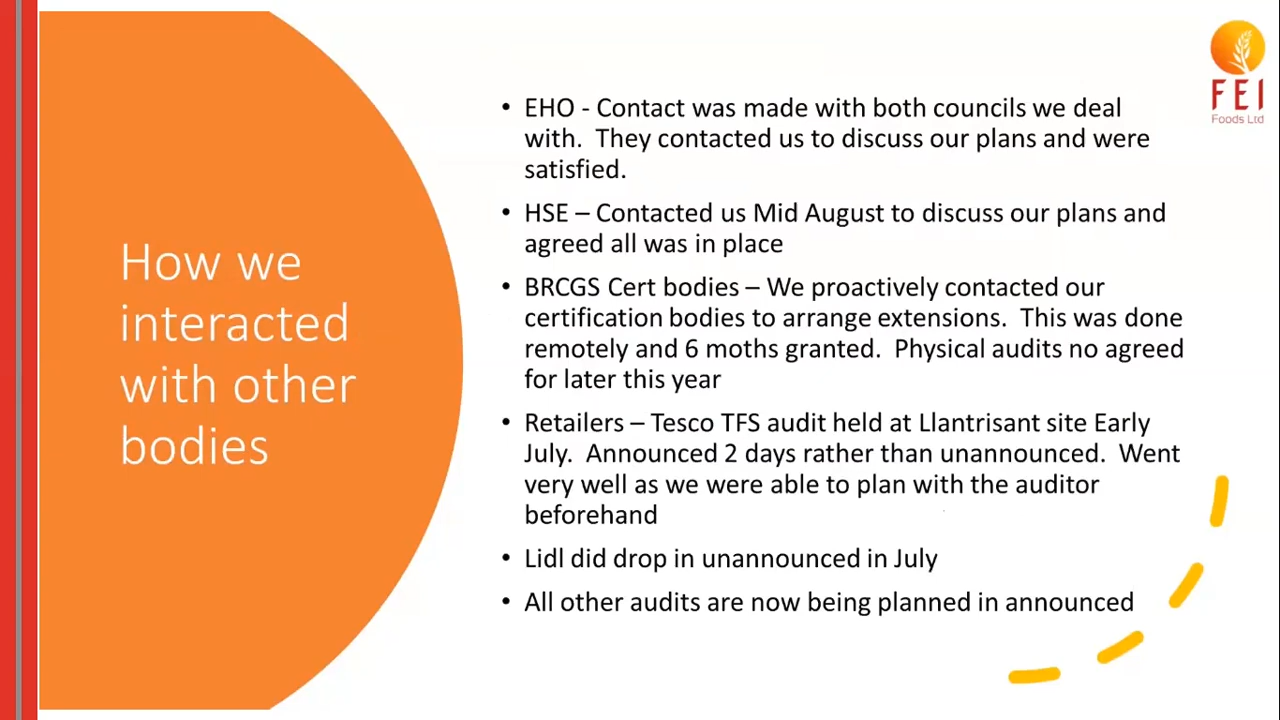 How we
interacted
with other
bodies
• EHO - Contact was made with both councils we deal
with.  They contacted us to discuss our plans and were
satisfied.
• HSE – Contacted us Mid August to discuss our plans and
agreed all was in place
• BRCGS Cert bodies – We proactively contacted our
certification bodies to arrange extensions.  This was done
remotely and 6 moths granted.  Physical audits no agreed
for later this year
• Retailers – Tesco TFS audit held at Llantrisant site Early
July.  Announced 2 days rather than unannounced.  Went
very well as we were able to plan with the auditor
beforehand
• Lidl did drop in unannounced in July
• All other audits are now being planned in announced
FEI
Foods Ltd